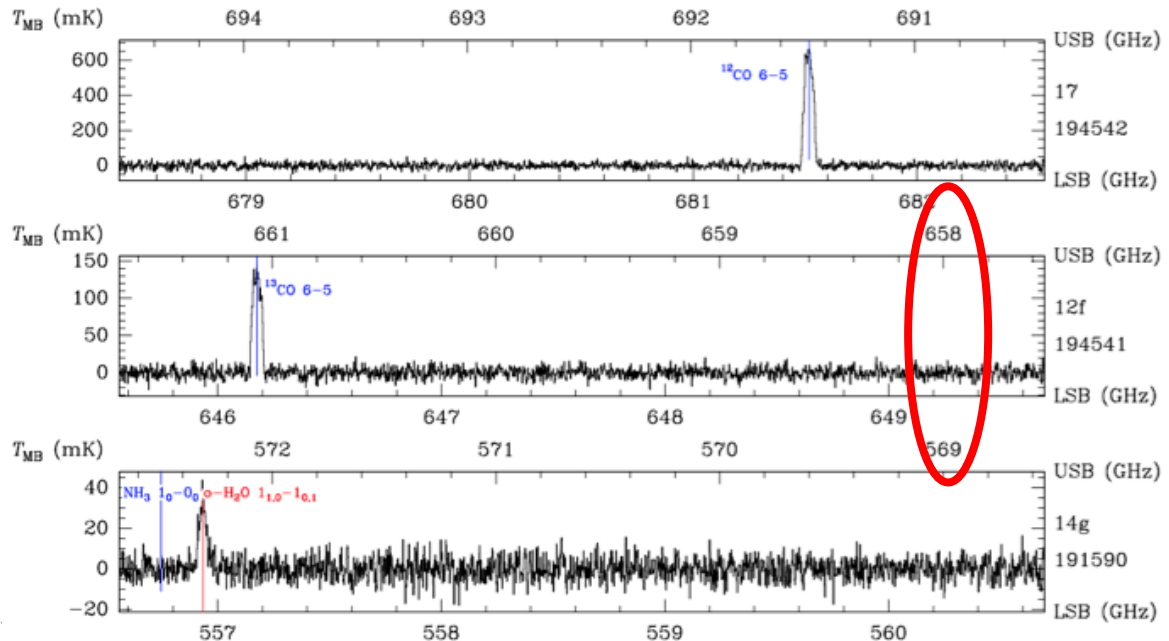 T_MB (mK) 694 693 692 691
USB (GHz)
600
400
200
0
¹²CO 6−5
17
194542
LSB (GHz)
679 680 681 682
T_MB (mK) 661 660 659 658
USB (GHz)
150
100
50
0
¹³CO 6−5
12f
194541
LSB (GHz)
646 647 648 649
T_MB (mK) 572 571 570 569
USB (GHz)
40
20
0
−20
NH₃ 1₀−0₀ o−H₂O 1₁,₀−1₀,₁
14g
191590
LSB (GHz)
557 558 559 560